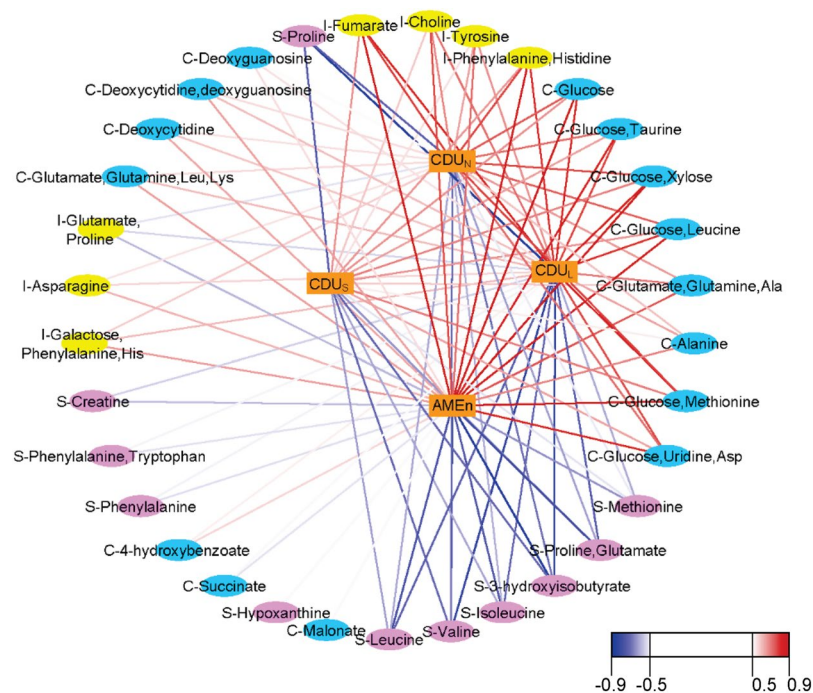 I-Choline
I-Fumarate
S-Proline
I-Tyrosine
C-Deoxyguanosine
I-Phenylalanine,Histidine
C-Deoxycytidine,deoxyguanosine
C-Glucose
C-Deoxycytidine
C-Glucose,Taurine
CDUN
C-Glutamate,Glutamine,Leu,Lys
C-Glucose,Xylose
I-Glutamate,
Proline
C-Glucose,Leucine
CDUL
I-Asparagine
CDUS
C-Glutamate,Glutamine,Ala
I-Galactose,
Phenylalanine,His
C-Alanine
S-Creatine
AMEn
C-Glucose,Methionine
S-Phenylalanine,Tryptophan
C-Glucose,Uridine,Asp
S-Phenylalanine
S-Methionine
C-4-hydroxybenzoate
S-Proline,Glutamate
C-Succinate
S-3-hydroxyisobutyrate
S-Hypoxanthine
S-Isoleucine
C-Malonate
S-Leucine
S-Valine
-0.9 -0.5 0.5 0.9